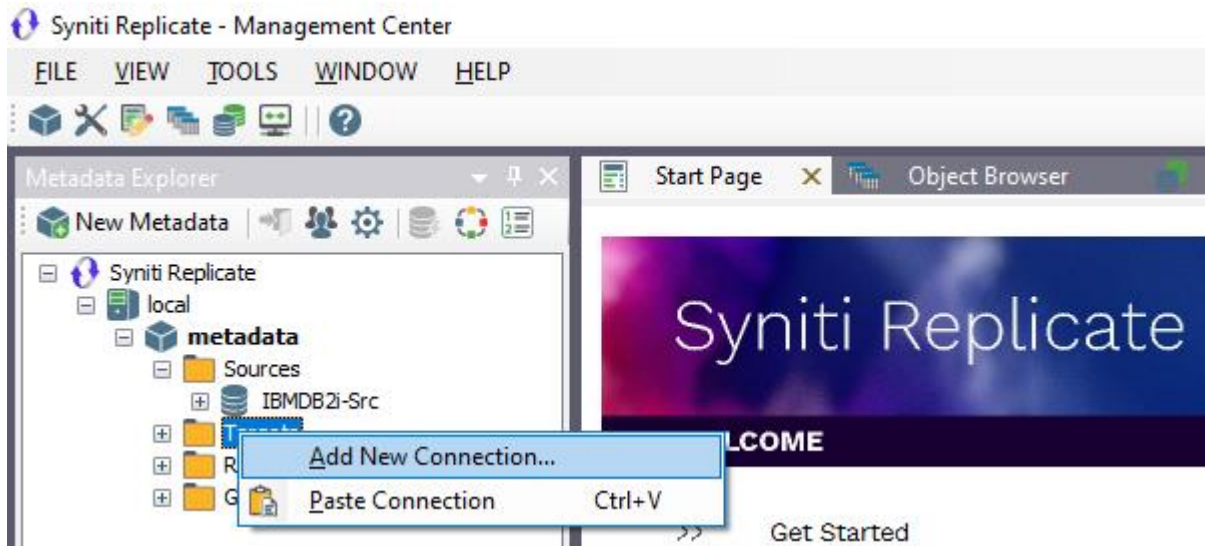 Syniti Replicate - Management Center
FILE VIEW TOOLS WINDOW HELP
Metadata Explorer
Start Page
Object Browser
New Metadata
Syniti Replicate
local
metadata
Sources
IBMDB2i-Src
R
G
Add New Connection...
Paste Connection Ctrl+V
Syniti Replicate
LCOME
>> Get Started